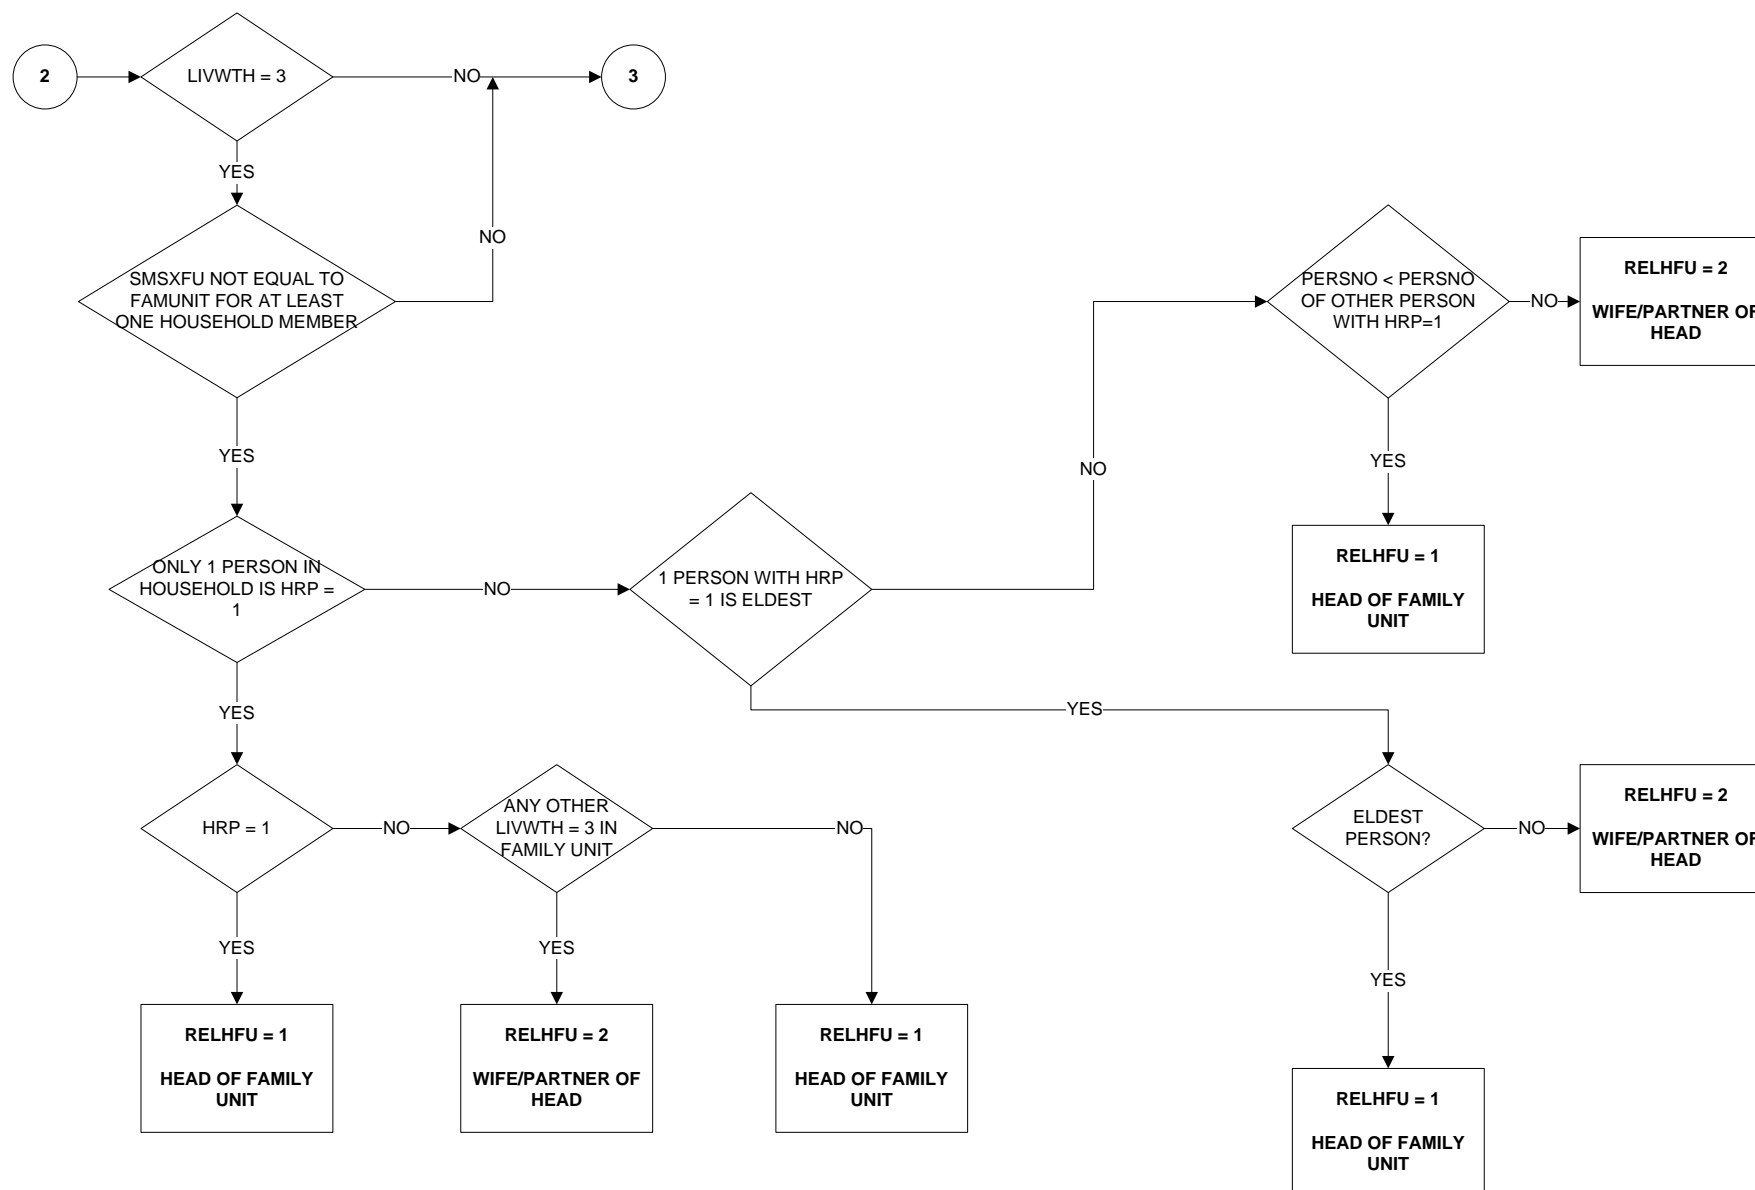 2
LIVWTH = 3
NO
3
YES
SMSXFU NOT EQUAL TO
FAMUNIT FOR AT LEAST
ONE HOUSEHOLD MEMBER
NO
PERSNO < PERSNO
OF OTHER PERSON
WITH HRP=1
NO
RELHFU = 2
WIFE/PARTNER OF
HEAD
YES
YES
NO
ONLY 1 PERSON IN
HOUSEHOLD IS HRP =
1
NO
1 PERSON WITH HRP
= 1 IS ELDEST
RELHFU = 1
HEAD OF FAMILY
UNIT
YES
YES
HRP = 1
NO
ANY OTHER
LIVWTH = 3 IN
FAMILY UNIT
NO
ELDEST
PERSON?
NO
RELHFU = 2
WIFE/PARTNER OF
HEAD
YES
YES
YES
RELHFU = 1
HEAD OF FAMILY
UNIT
RELHFU = 2
WIFE/PARTNER OF
HEAD
RELHFU = 1
HEAD OF FAMILY
UNIT
RELHFU = 1
HEAD OF FAMILY
UNIT